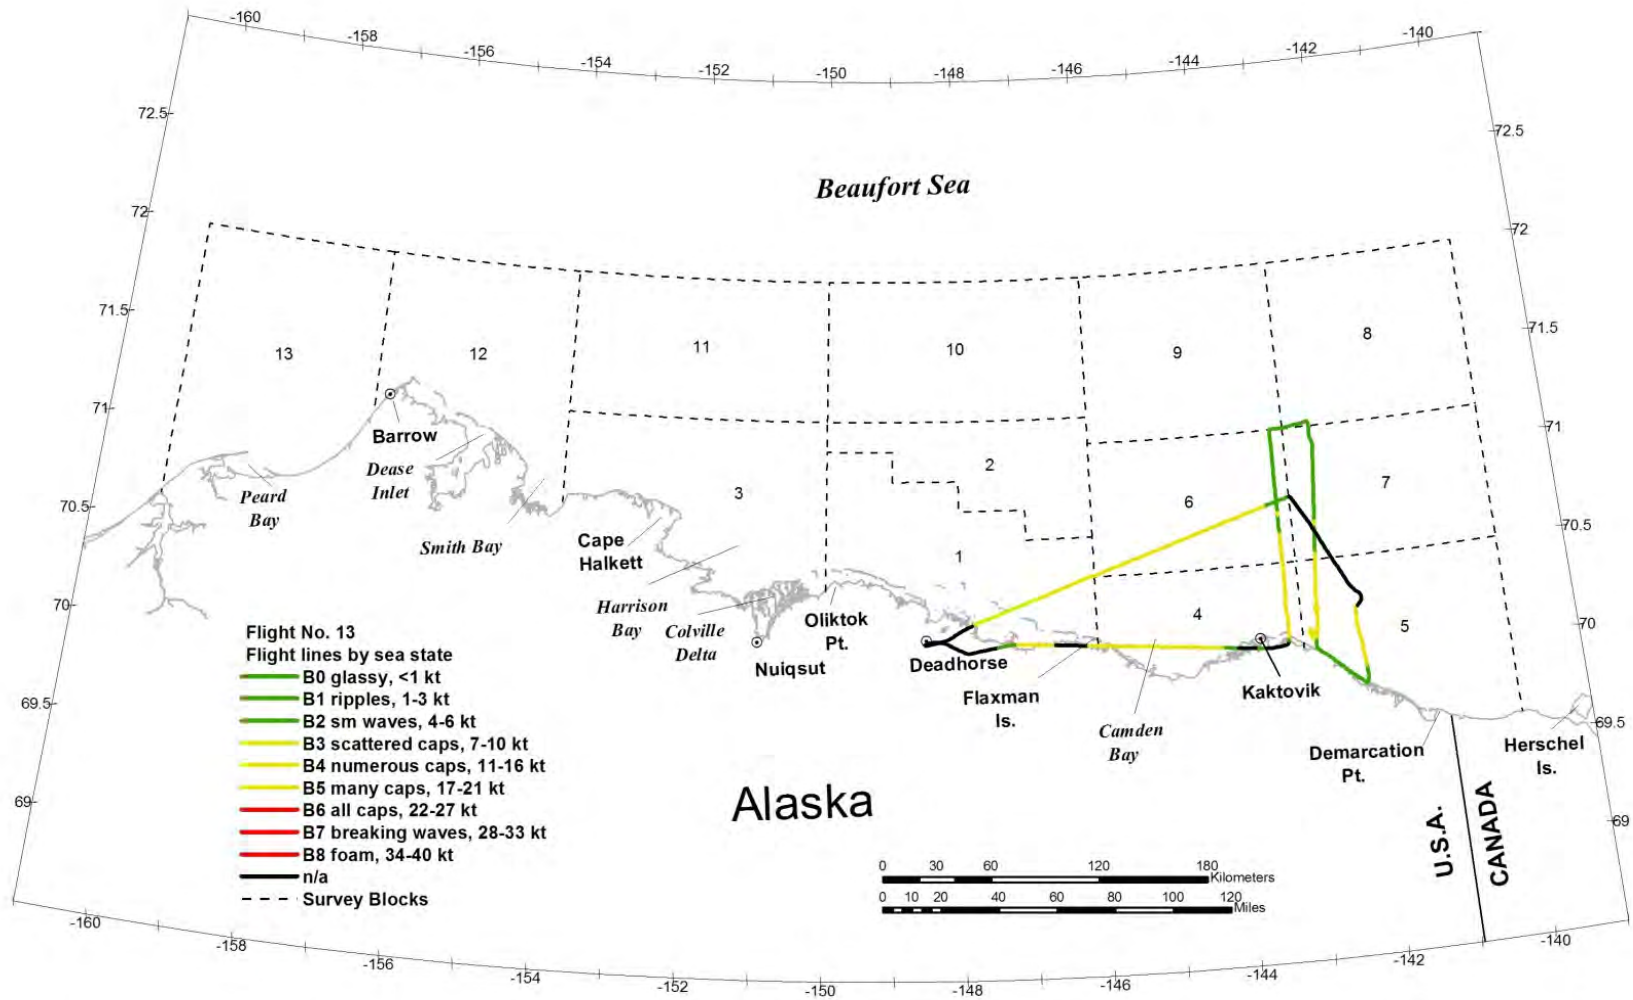 -160
-158
-156
-154
-152
-150
-148
-146
-144
-142
-140
72.5
72.5
Beaufort Sea
72
72
71.5
71.5
13
12
11
10
9
8
71
71
Barrow
Dease
Inlet
Peard
Bay
Smith Bay
3
2
6
7
70.5
70.5
Cape
Halkett
1
Harrison
Bay
Colville
Delta
Oliktok
Pt.
4
5
70
70
Nuiqsut
Deadhorse
Flaxman
Is.
Camden
Bay
Kaktovik
Demarcation
Pt.
Herschel
Is.
69.5
69.5
Flight No. 13
Flight lines by sea state
B0 glassy, <1 kt
B1 ripples, 1-3 kt
B2 sm waves, 4-6 kt
B3 scattered caps, 7-10 kt
B4 numerous caps, 11-16 kt
B5 many caps, 17-21 kt
B6 all caps, 22-27 kt
B7 breaking waves, 28-33 kt
B8 foam, 34-40 kt
n/a
Survey Blocks
69
69
Alaska
U.S.A.
CANADA
0 30 60 120 180
Kilometers
0 10 20 40 60 80 100 120
Miles
-160
-158
-156
-154
-152
-150
-148
-146
-144
-142
-140